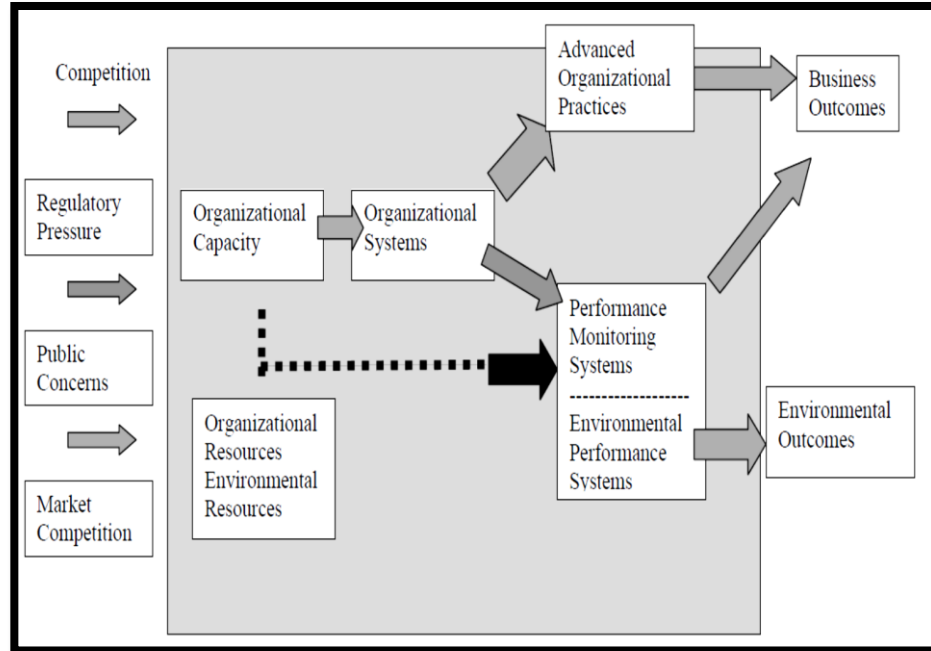 Competition
Regulatory
Pressure
Public
Concerns
Market
Competition
Organizational
Capacity
Organizational
Systems
Organizational
Resources
Environmental
Resources
Advanced
Organizational
Practices
Performance
Monitoring
Systems
--------------------
Environmental
Performance
Systems
Business
Outcomes
Environmental
Outcomes